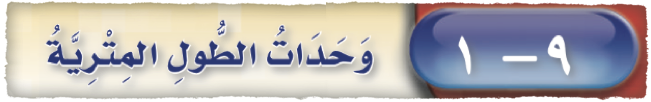 ٩ – ١ وَحَدَاتُ الطُّولِ المِتْرِيَّةُ